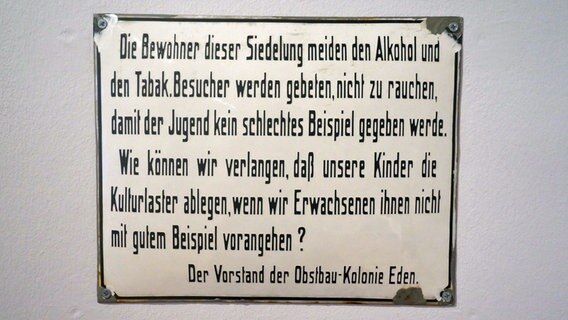 Die Bewohner dieser Siedelung meiden den Alkohol und
den Tabak. Besucher werden gebeten, nicht zu rauchen,
damit der Jugend kein schlechtes Beispiel gegeben werde.
Wie können wir verlangen, daß unsere Kinder die
Kulturlaster ablegen, wenn wir Erwachsenen ihnen nicht
mit gutem Beispiel vorangehen ?
Der Vorstand der Obstbau-Kolonie Eden.